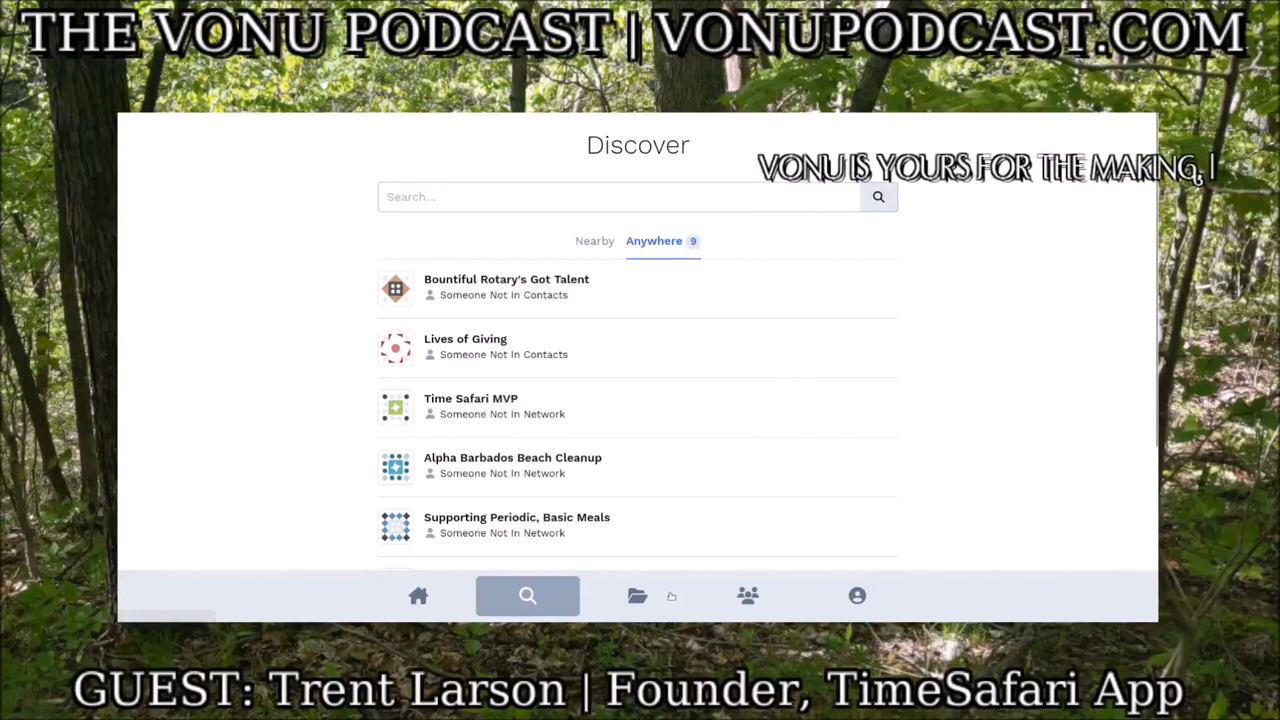 THE VONU PODCAST | VONUPODCAST.COM
Discover
VONU IS YOURS FOR THE MAKING, I
Search...
Nearby Anywhere 9
Bountiful Rotary's Got Talent
Someone Not In Contacts
Lives of Giving
Someone Not In Contacts
Time Safari MVP
Someone Not In Network
Alpha Barbados Beach Cleanup
Someone Not In Network
Supporting Periodic, Basic Meals
Someone Not In Network
GUEST: Trent Larson | Founder, TimeSafari App